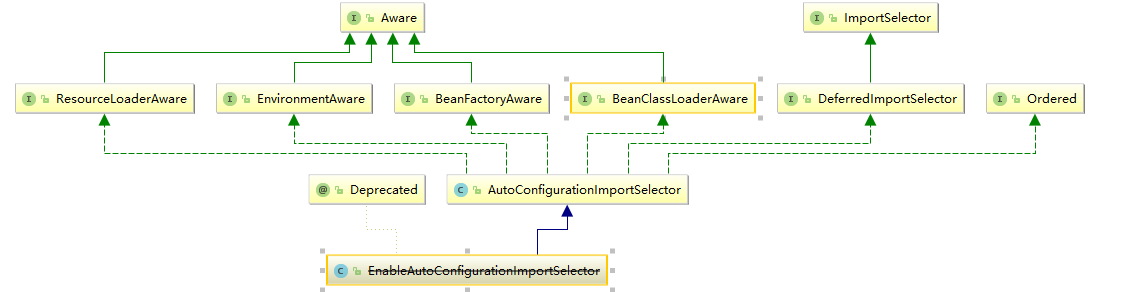 Aware
ImportSelector
ResourceLoaderAware
EnvironmentAware
BeanFactoryAware
BeanClassLoaderAware
DeferredImportSelector
Ordered
Deprecated
AutoConfigurationImportSelector
EnableAutoConfigurationImportSelector